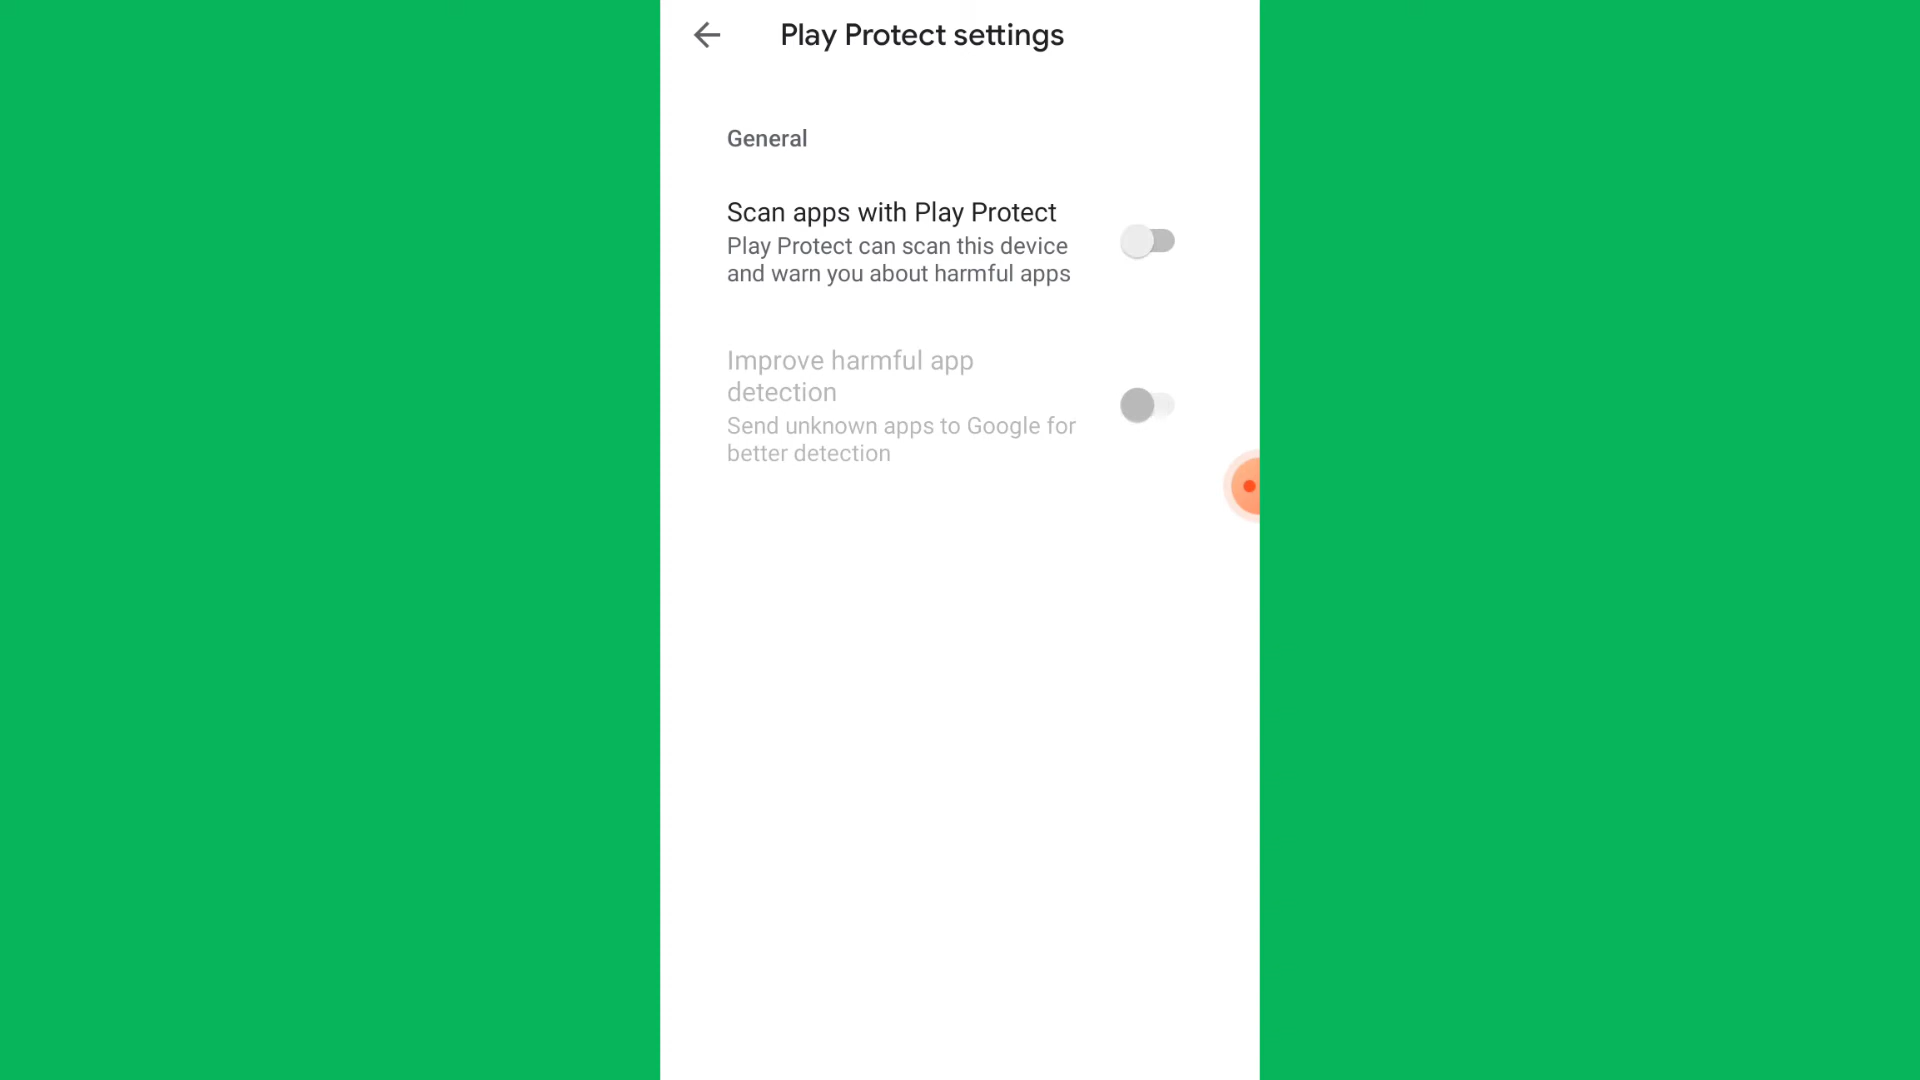 Play Protect settings
General
Scan apps with Play Protect
Play Protect can scan this device
and warn you about harmful apps
Improve harmful app
detection
Send unknown apps to Google for
better detection